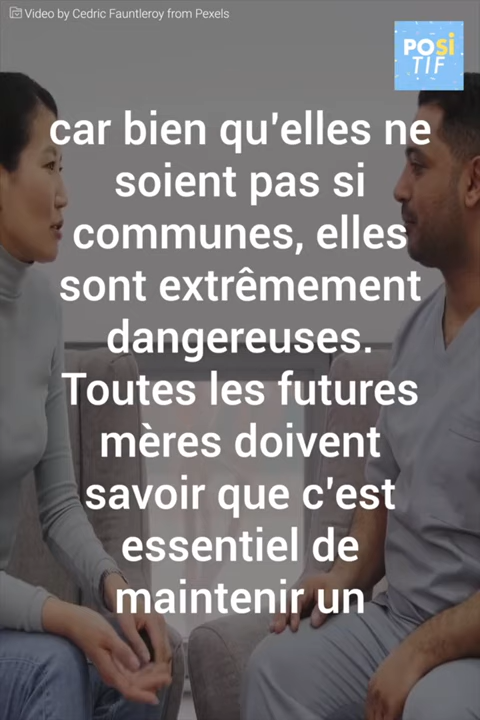 Video by Cedric Fauntleroy from Pexels
POSi
TIF
car bien qu'elles ne
soient pas si
communes, elles
sont extrêmement
dangereuses.
Toutes les futures
mères doivent
savoir que c'est
essentiel de
maintenir un